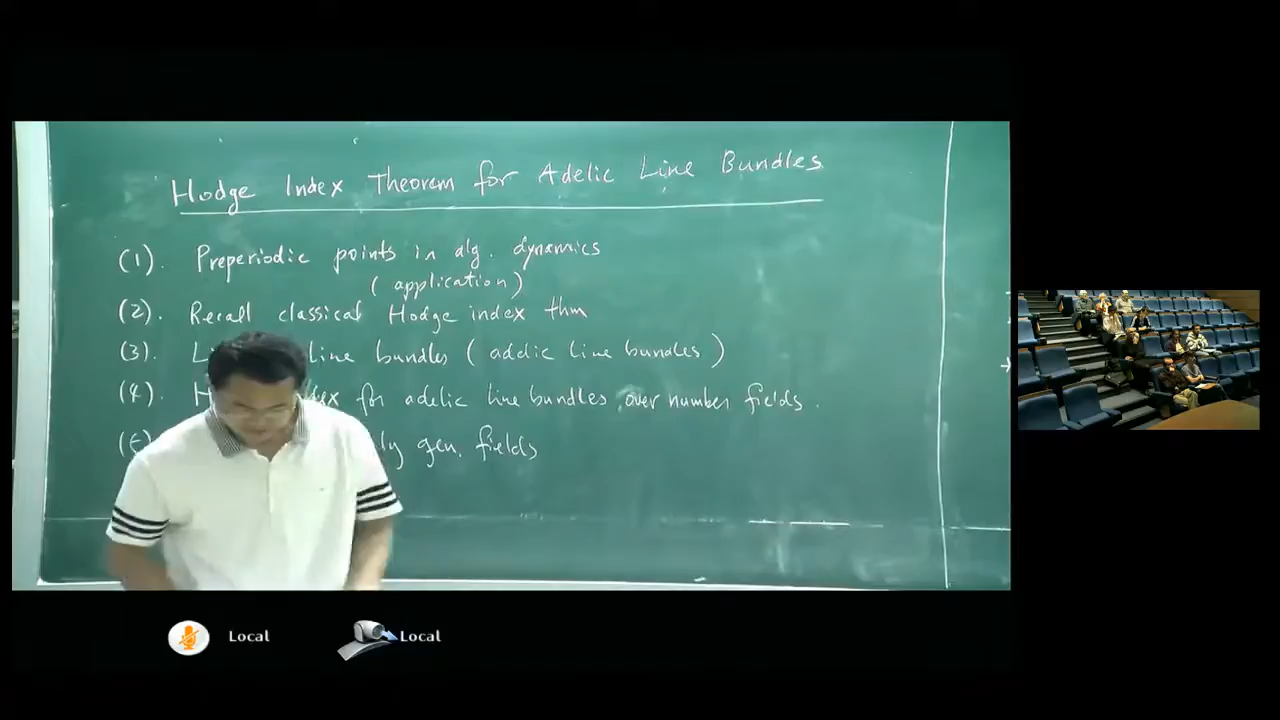 Hodge Index Theorem for Adelic Line Bundles
(1). Preperiodic points in alg. dynamics
(application)
(2). Recall classical Hodge index thm
(3). line bundles (adelic line bundles)
(4). for adelic line bundles over number fields.
gen. fields
Local
Local